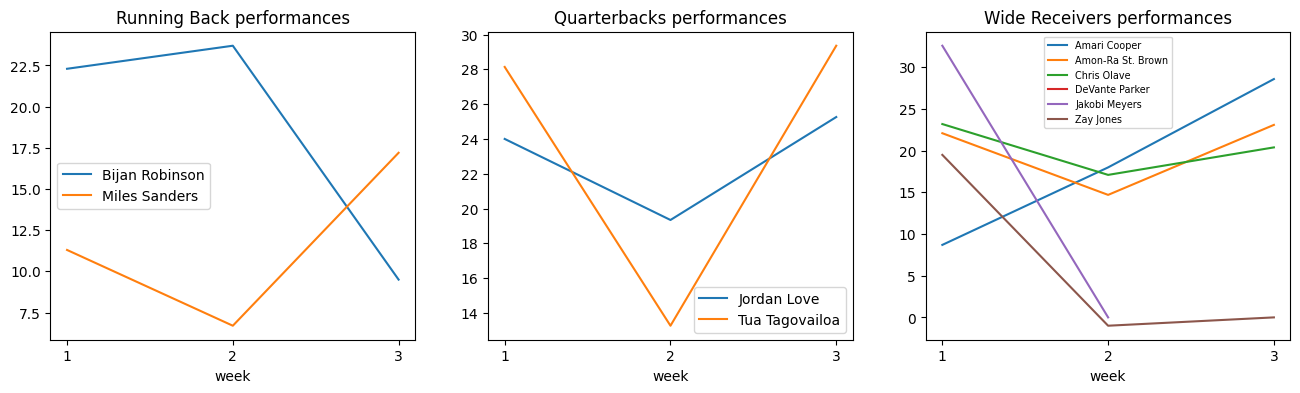 Running Back performances
22.5
20.0
17.5
15.0
12.5
10.0
7.5
Bijan Robinson
Miles Sanders
1
2
3
week
Quarterbacks performances
30
28
26
24
22
20
18
16
14
Jordan Love
Tua Tagovailoa
1
2
3
week
Wide Receivers performances
30
25
20
15
10
5
0
Amari Cooper
Amon-Ra St. Brown
Chris Olave
DeVante Parker
Jakobi Meyers
Zay Jones
1
2
3
week